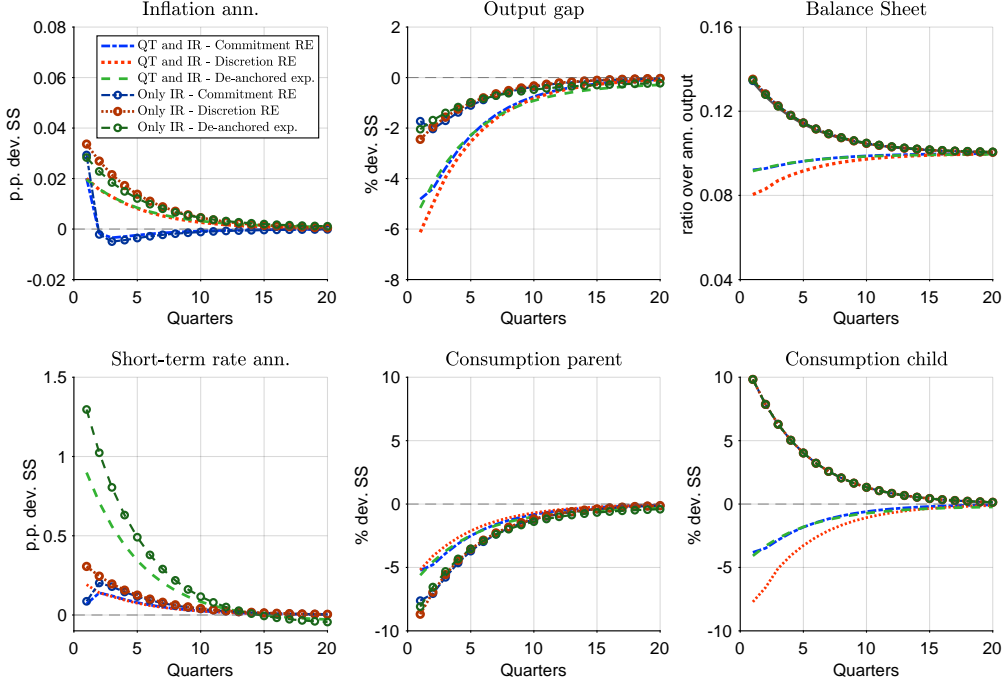 Inflation ann.
0.08
0.06
0.04
0.02
0
-0.02
p.p. dev. SS
QT and IR - Commitment RE
QT and IR - Discretion RE
QT and IR - De-anchored exp.
Only IR - Commitment RE
Only IR - Discretion RE
Only IR - De-anchored exp.
0 5 10 15 20
Quarters
Output gap
2
0
-2
-4
-6
-8
% dev. SS
0 5 10 15 20
Quarters
Balance Sheet
0.16
0.12
0.08
0.04
ratio over ann. output
0 5 10 15 20
Quarters
Short-term rate ann.
1.5
1
0.5
0
p.p. dev. SS
0 5 10 15 20
Quarters
Consumption parent
10
5
0
-5
-10
% dev. SS
0 5 10 15 20
Quarters
Consumption child
10
5
0
-5
-10
% dev. SS
0 5 10 15 20
Quarters